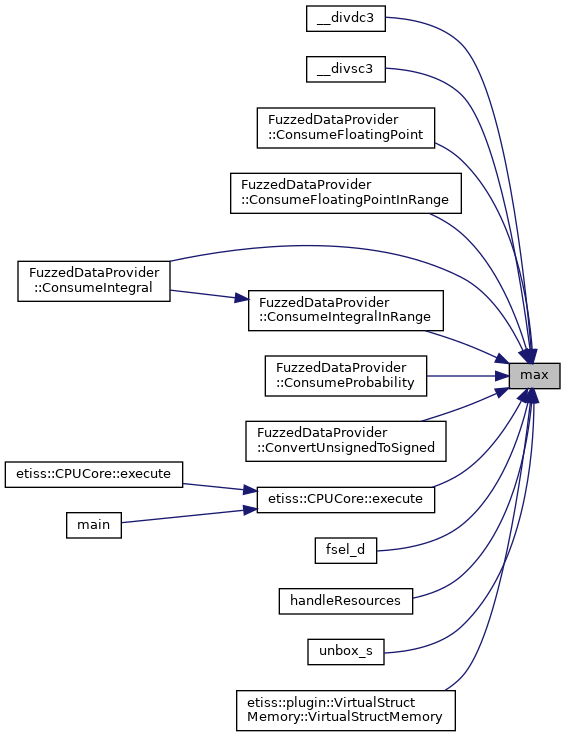 __divdc3
__divsc3
FuzzedDataProvider
::ConsumeFloatingPoint
FuzzedDataProvider
::ConsumeFloatingPointInRange
FuzzedDataProvider
::ConsumeIntegral
FuzzedDataProvider
::ConsumeIntegralInRange
max
FuzzedDataProvider
::ConsumeProbability
FuzzedDataProvider
::ConvertUnsignedToSigned
etiss::CPUCore::execute
etiss::CPUCore::execute
main
fsel_d
handleResources
unbox_s
etiss::plugin::VirtualStruct
Memory::VirtualStructMemory